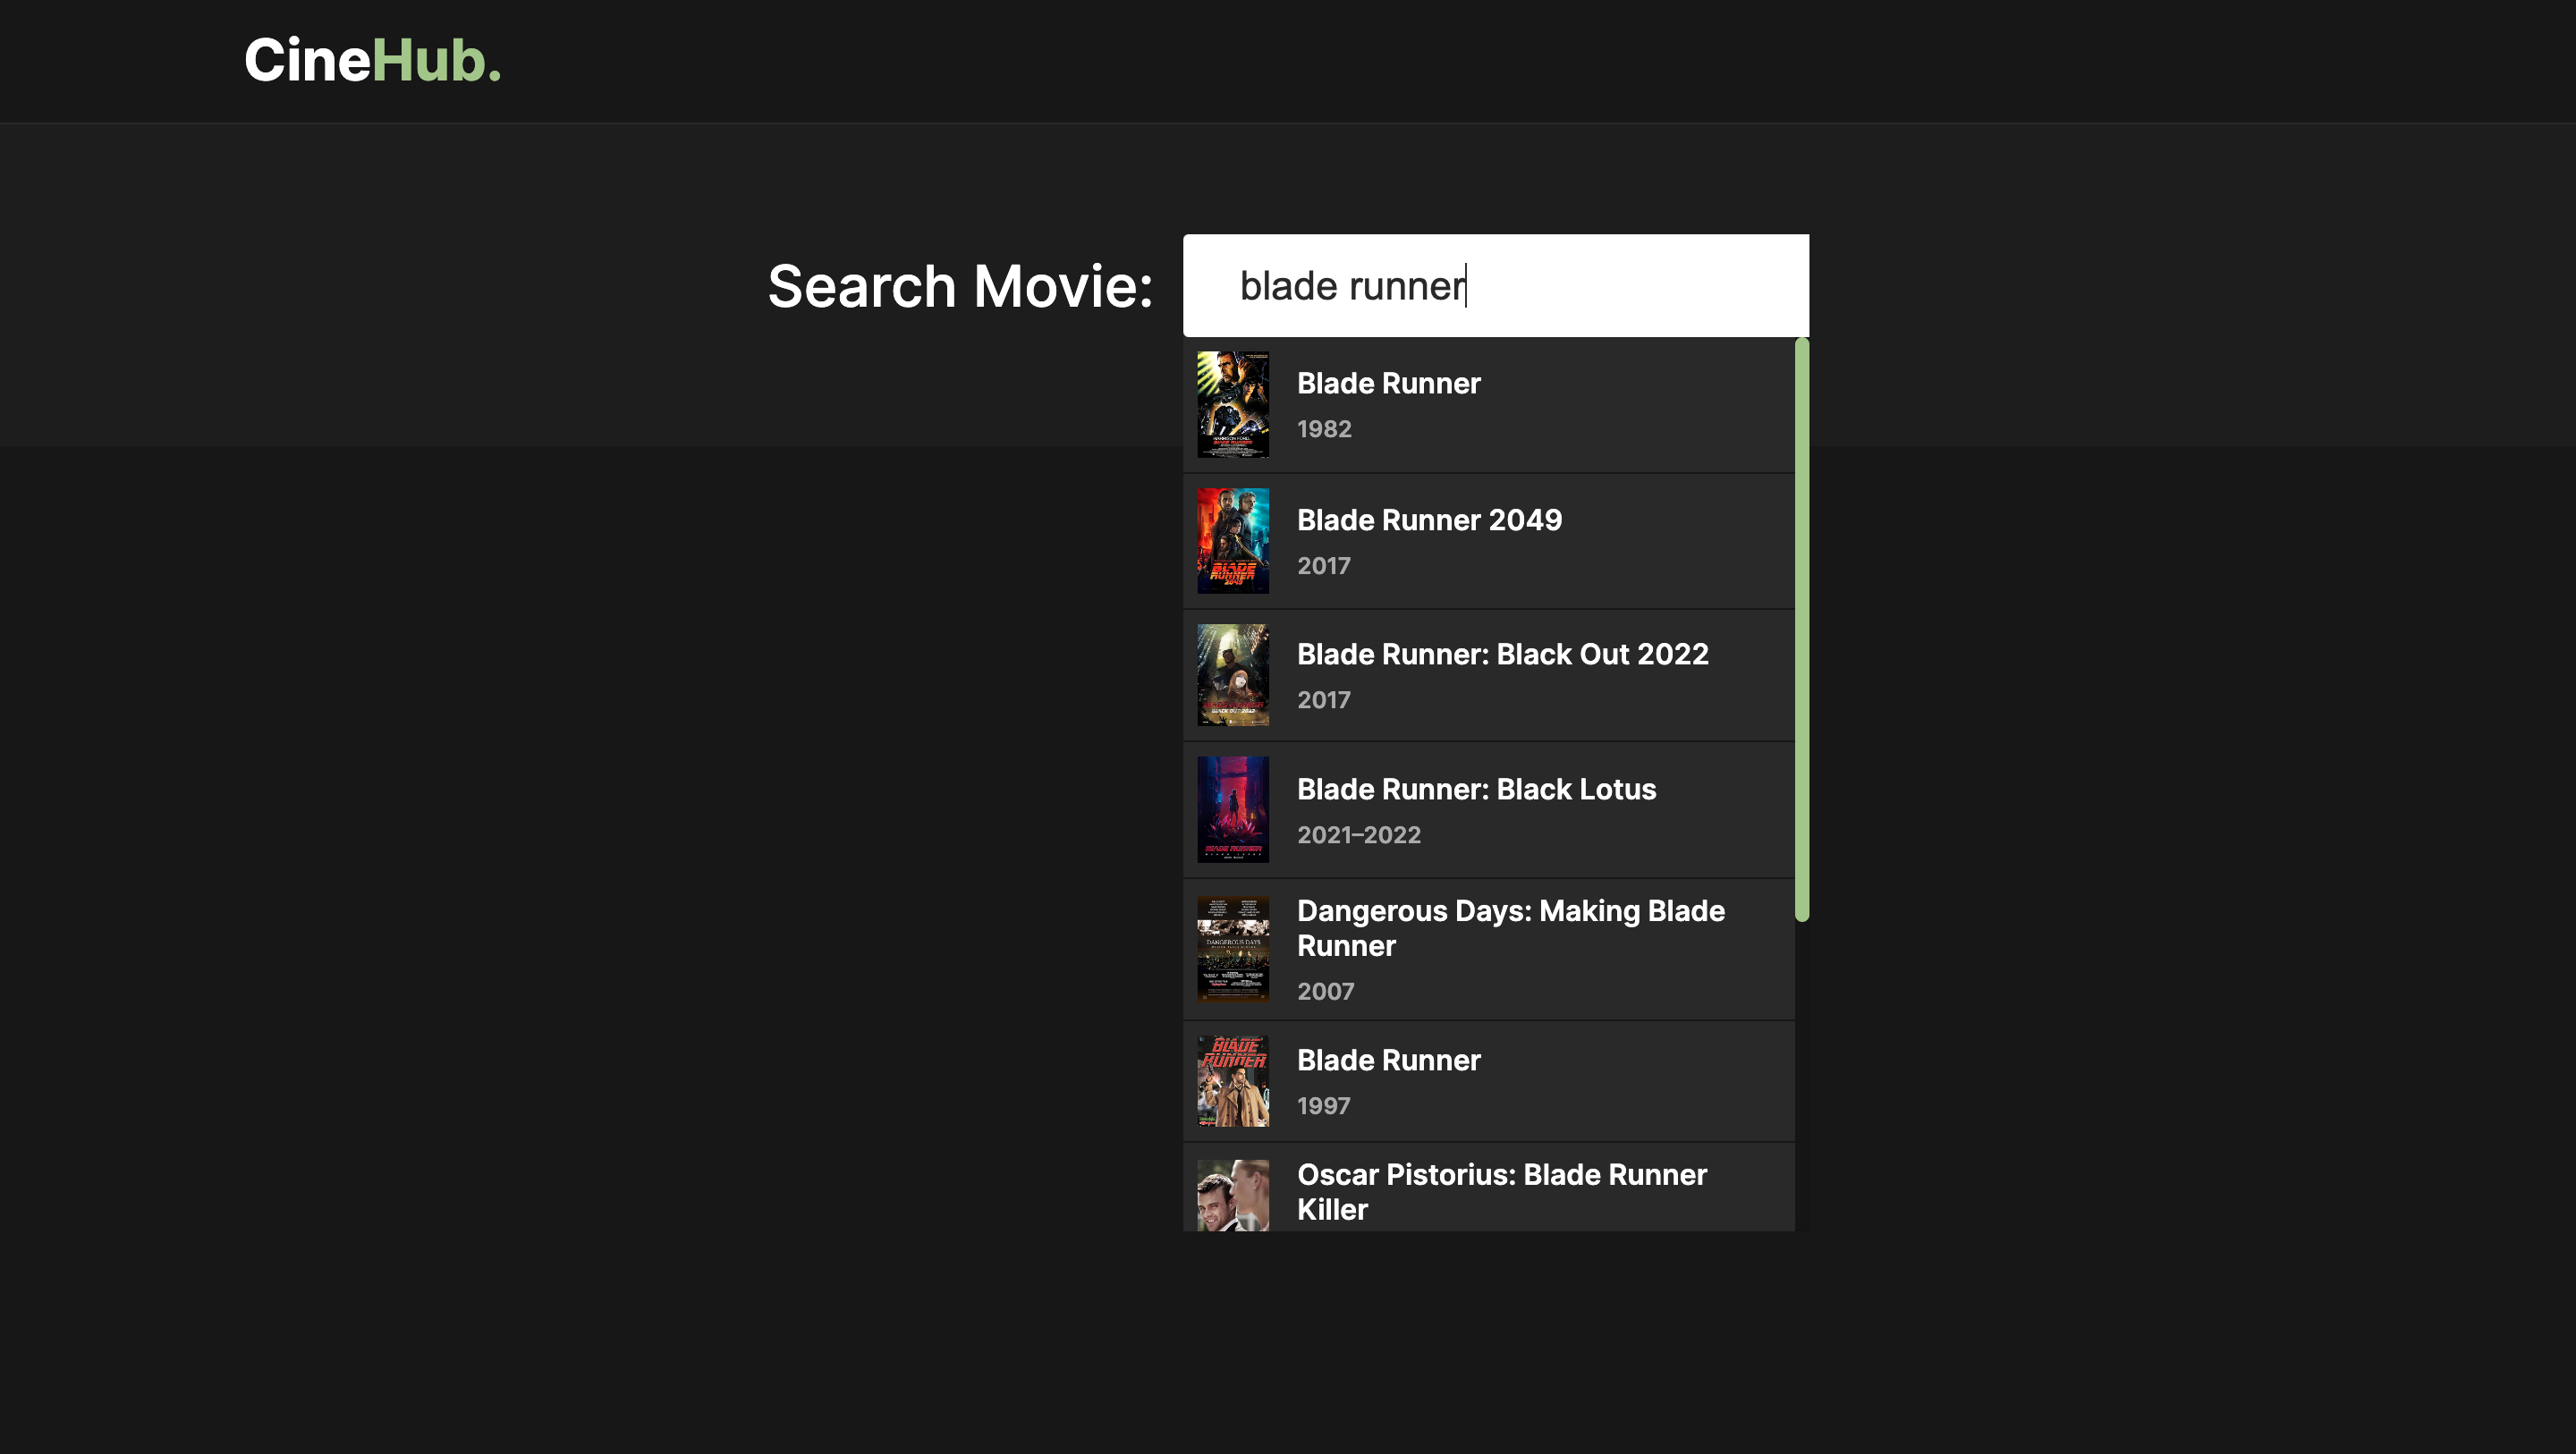 CineHub.
Search Movie:
blade runner
Blade Runner
1982
Blade Runner 2049
2017
Blade Runner: Black Out 2022
2017
Blade Runner: Black Lotus
2021–2022
Dangerous Days: Making Blade
Runner
2007
BLADE
RUNNER
Blade Runner
1997
Oscar Pistorius: Blade Runner
Killer